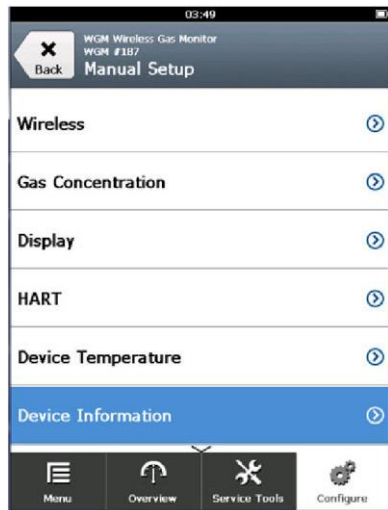 03:49
WGM Wireless Gas Monitor
WGM #187
Back
Manual Setup
Wireless
Gas Concentration
Display
HART
Device Temperature
Device Information
Menu
Overview
Service Tools
Configure